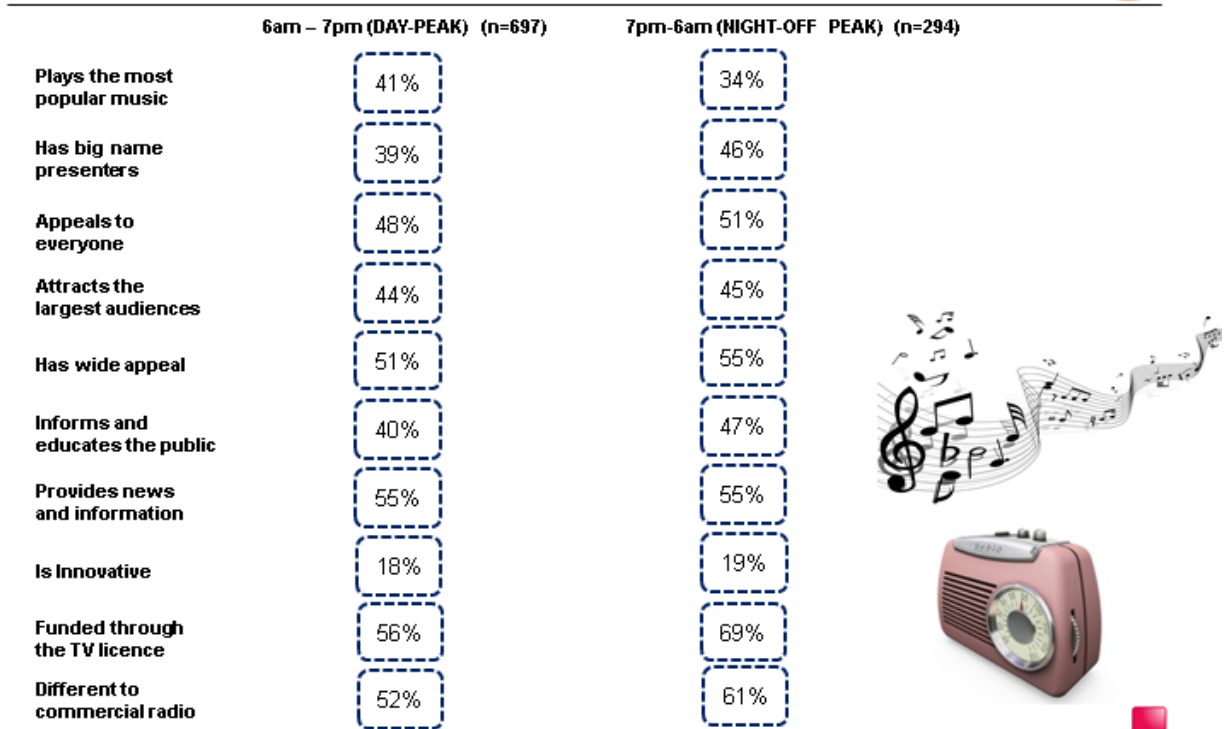 6am – 7pm (DAY-PEAK) (n=697) 7pm-6am (NIGHT-OFF PEAK) (n=294)
Plays the most
popular music
41%
34%
Has big name
presenters
39%
46%
Appeals to
everyone
48%
51%
Attracts the
largest audiences
44%
45%
Has wide appeal
51%
55%
Informs and
educates the public
40%
47%
Provides news
and information
55%
55%
Is Innovative
18%
19%
Funded through
the TV licence
56%
69%
Different to
commercial radio
52%
61%